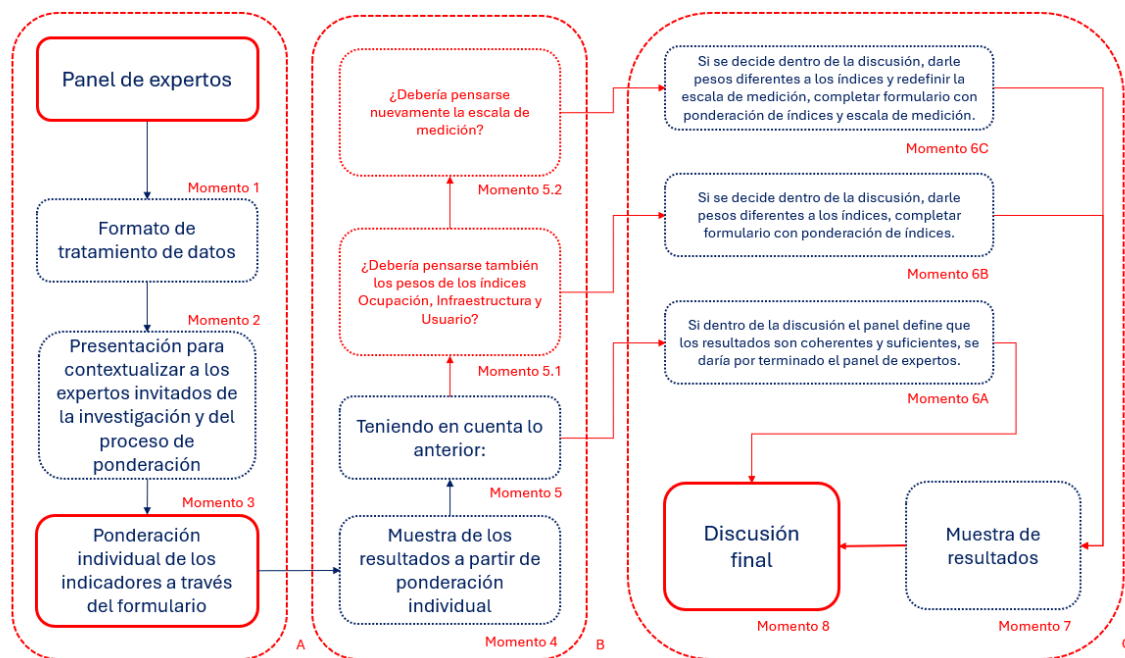 Panel de expertos
Momento 1
Formato de
tratamiento de datos
Momento 2
Presentación para
contextualizar a los
expertos invitados de
la investigación y del
proceso de
ponderación
Momento 3
Ponderación
individual de los
indicadores a través
del formulario
A
¿Debería pensarse
nuevamente la escala de
medición?
Momento 5.2
¿Debería pensarse también
los pesos de los índices
Ocupación, Infraestructura y
Usuario?
Momento 5.1
Teniendo en cuenta lo
anterior:
Momento 5
Muestra de los
resultados a partir de
ponderación
individual
Momento 4
B
Si se decide dentro de la discusión, darle
pesos diferentes a los índices y redefinir la
escala de medición, completar formulario con
ponderación de índices y escala de medición.
Momento 6C
Si se decide dentro de la discusión, darle
pesos diferentes a los índices, completar
formulario con ponderación de índices.
Momento 6B
Si dentro de la discusión el panel define que
los resultados son coherentes y suficientes, se
daría por terminado el panel de expertos.
Momento 6A
Discusión
final
Momento 8
Muestra de
resultados
Momento 7
C